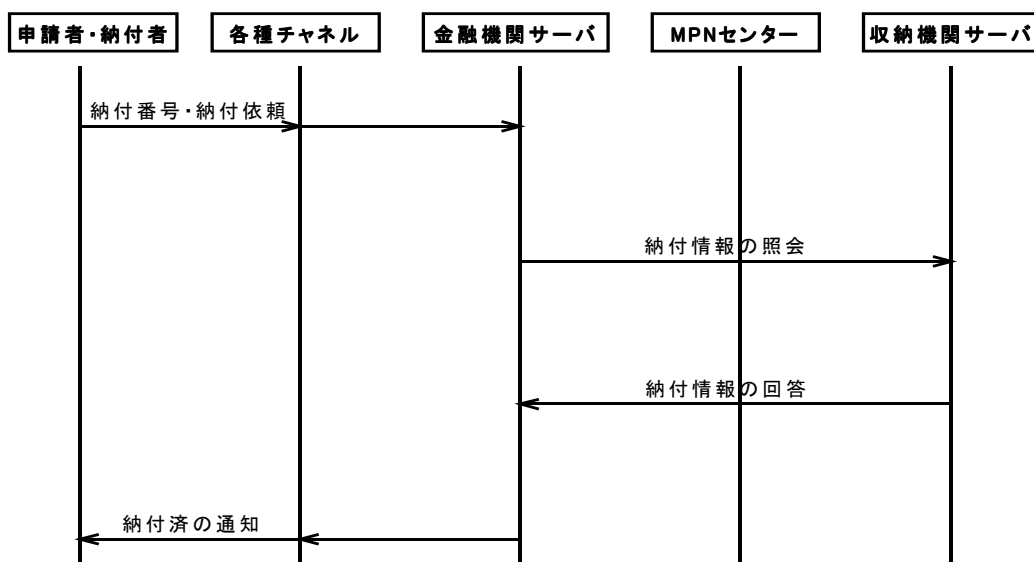 申請者・納付者
各種チャネル
金融機関サーバ
MPNセンター
収納機関サーバ
納付番号・納付依頼
納付情報の照会
納付情報の回答
納付済の通知